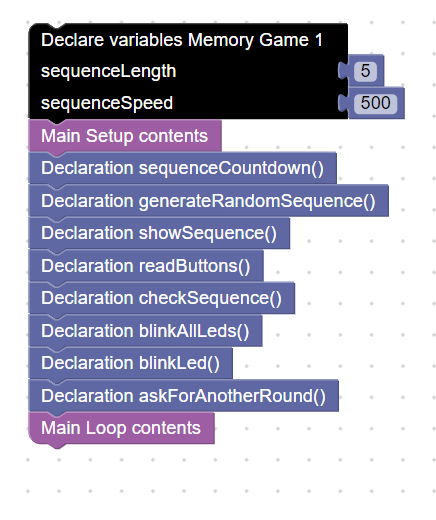 Declare variables Memory Game 1
sequenceLength 5
sequenceSpeed 500
Main Setup contents
Declaration sequenceCountdown()
Declaration generateRandomSequence()
Declaration showSequence()
Declaration readButtons()
Declaration checkSequence()
Declaration blinkAllLeds()
Declaration blinkLed()
Declaration askForAnotherRound()
Main Loop contents